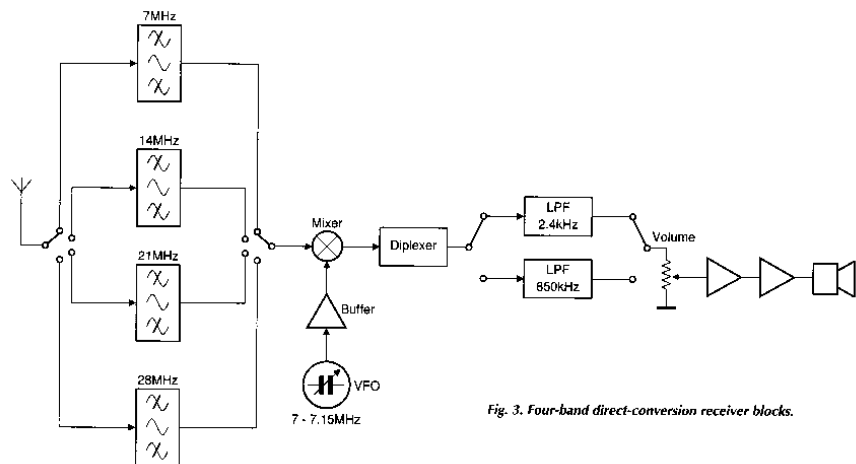 7MHz
14MHz
21MHz
28MHz
Mixer
Buffer
VFO
7 - 7.15MHz
Diplexer
LPF
2.4kHz
LPF
850kHz
Volume
Fig. 3. Four-band direct-conversion receiver blocks.